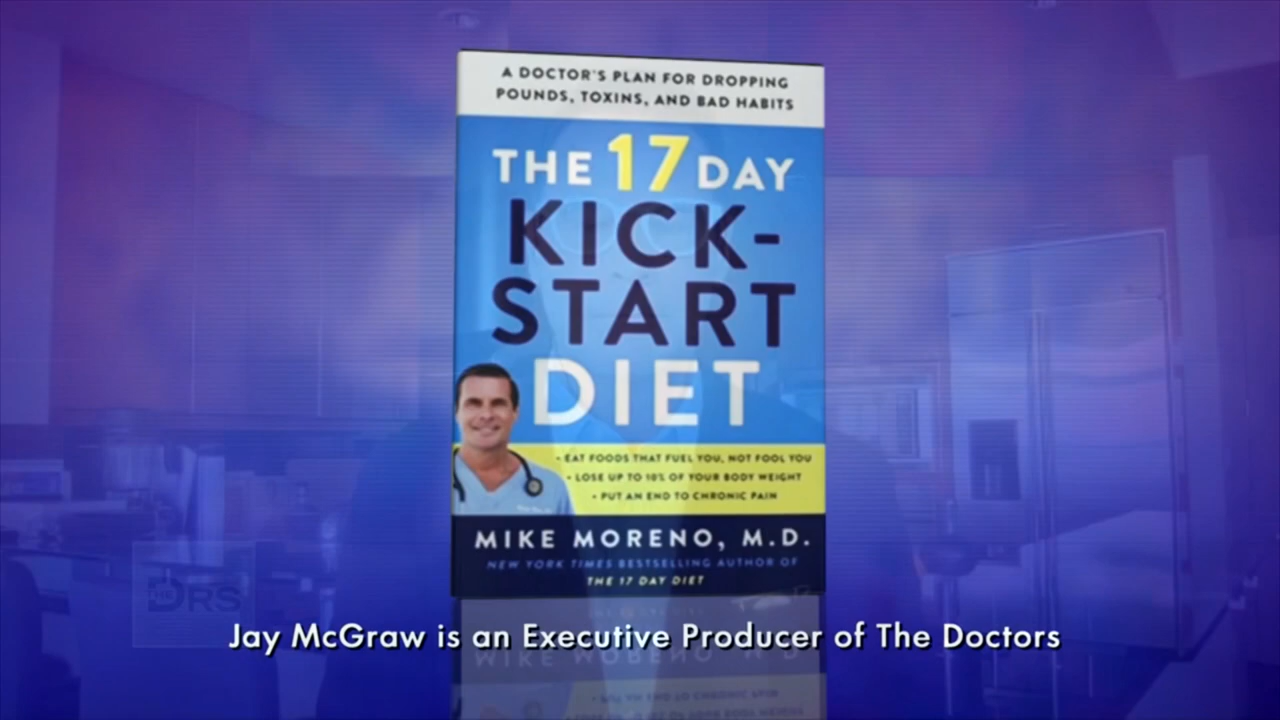 A DOCTOR'S PLAN FOR DROPPING
POUNDS, TOXINS, AND BAD HABITS
THE 17 DAY
KICK-
START
DIET
• EAT FOODS THAT FUEL YOU, NOT FOOL YOU
• LOSE UP TO 10% OF YOUR BODY WEIGHT
• PUT AN END TO CHRONIC PAIN
MIKE MORENO, M.D.
NEW YORK TIMES BESTSELLING AUTHOR OF
THE 17 DAY DIET
THE DRS
Jay McGraw is an Executive Producer of The Doctors